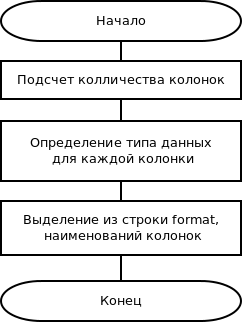 Начало
Подсчет колличества колонок
Определение типа данных
для каждой колонки
Выделение из строки format,
наименований колонок
Конец